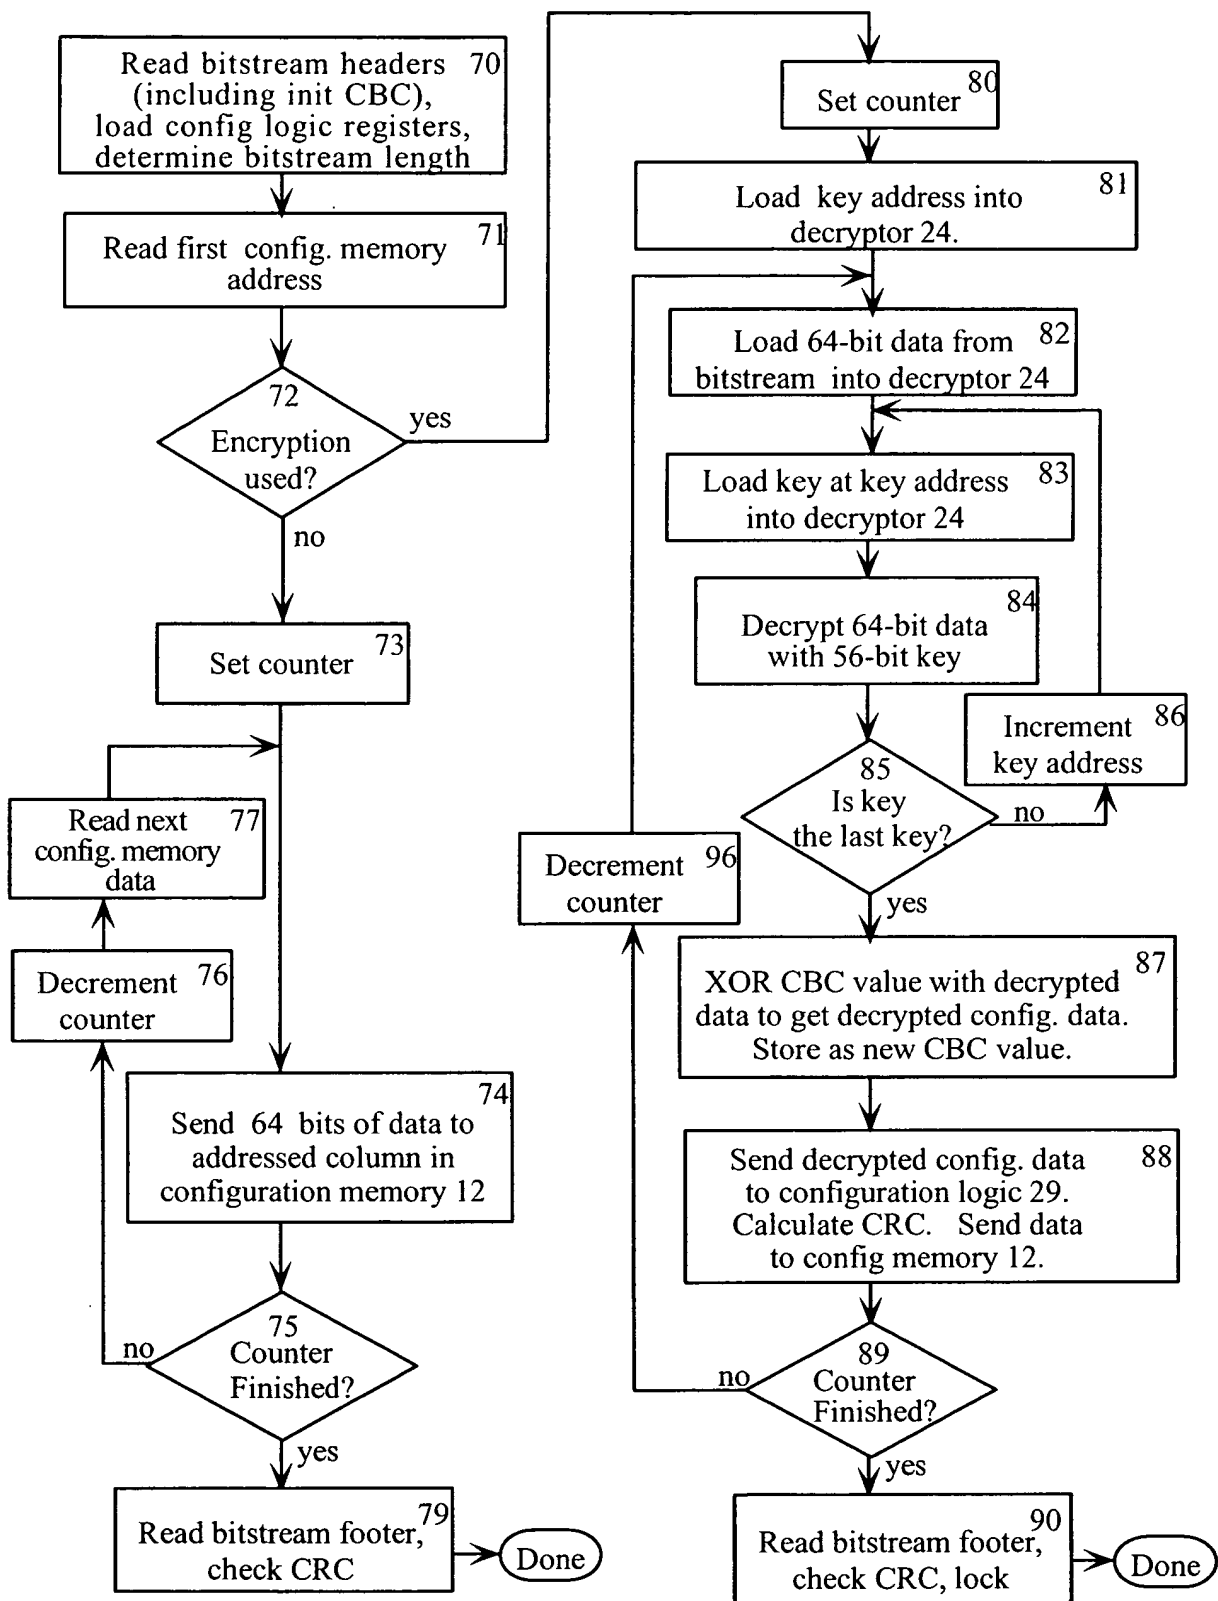 Read bitstream headers 70
(including init CBC),
load config logic registers,
determine bitstream length
71
Read first config. memory
address
72
Encryption
used?
yes
no
73
Set counter
Read next 77
config. memory
data
Decrement 76
counter
74
Send 64 bits of data to
addressed column in
configuration memory 12
75
Counter
Finished?
no
yes
79
Read bitstream footer,
check CRC
Done
80
Set counter
81
Load key address into
decryptor 24.
82
Load 64-bit data from
bitstream into decryptor 24
83
Load key at key address
into decryptor 24
84
Decrypt 64-bit data
with 56-bit key
85
Is key
the last key?
no
yes
86
Increment
key address
96
Decrement
counter
87
XOR CBC value with decrypted
data to get decrypted config. data.
Store as new CBC value.
88
Send decrypted config. data
to configuration logic 29.
Calculate CRC. Send data
to config memory 12.
89
Counter
Finished?
no
yes
90
Read bitstream footer,
check CRC, lock
Done